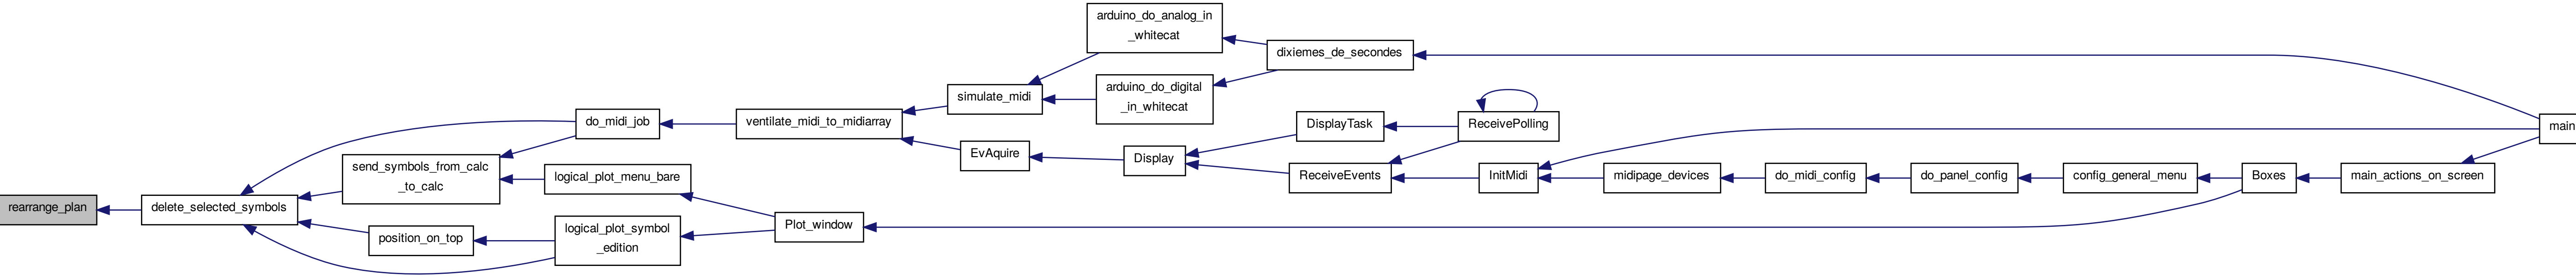 rearrange_plan
delete_selected_symbols
do_midi_job
send_symbols_from_calc
_to_calc
position_on_top
logical_plot_menu_bare
logical_plot_symbol
_edition
ventilate_midi_to_midiarray
Plot_window
simulate_midi
EvAquire
arduino_do_analog_in
_whitecat
arduino_do_digital
_in_whitecat
Display
dixiemes_de_secondes
DisplayTask
ReceiveEvents
ReceivePolling
InitMidi
midipage_devices
do_midi_config
do_panel_config
config_general_menu
Boxes
main_actions_on_screen
main